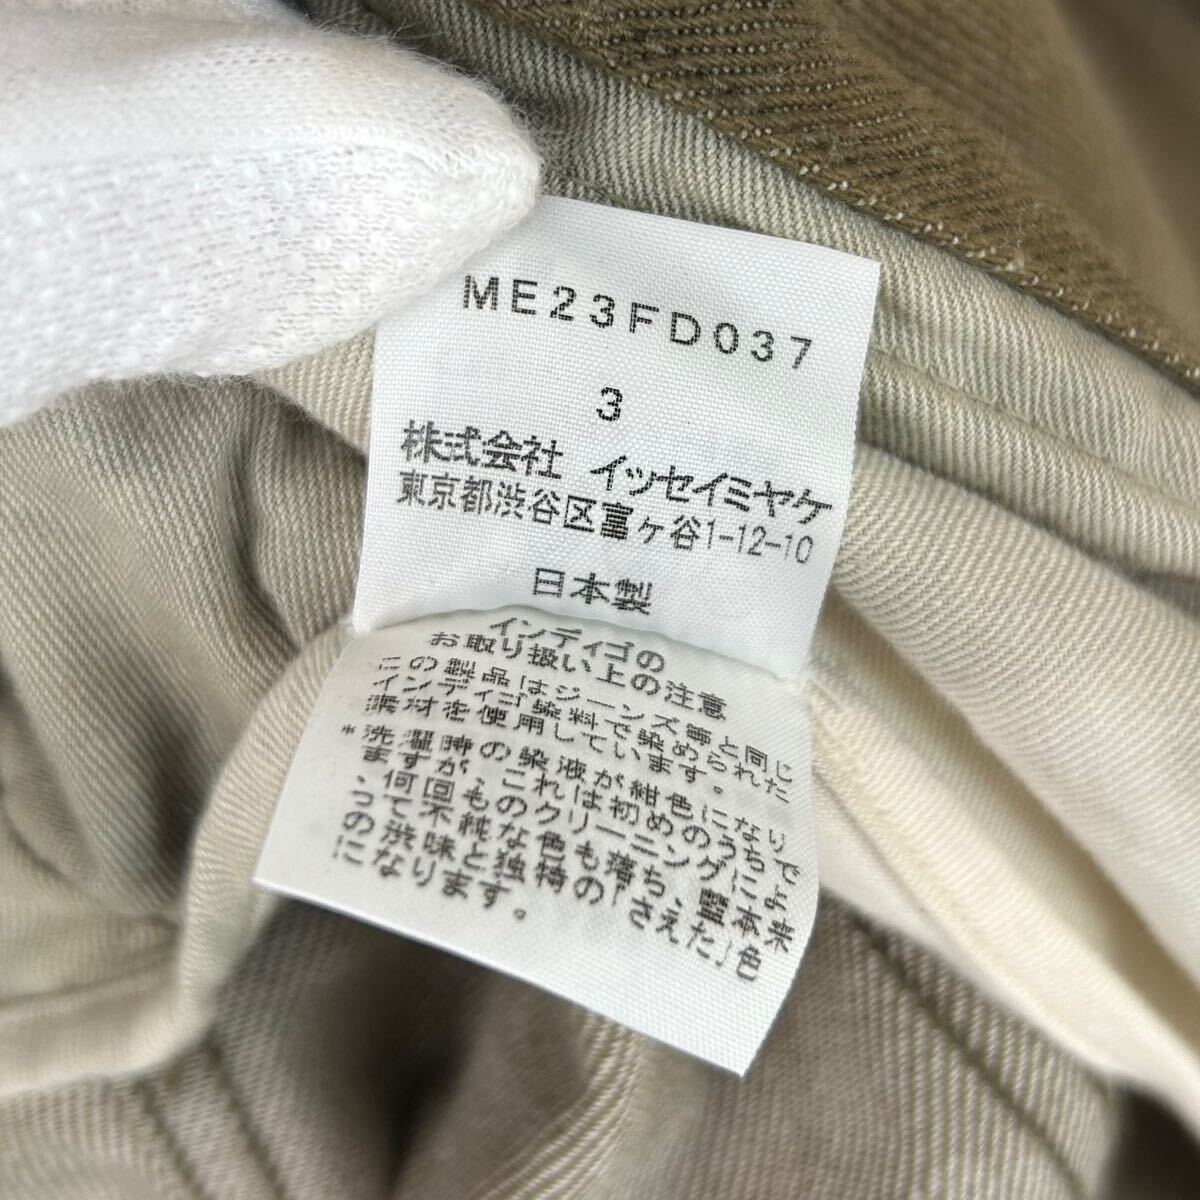 ME23FD037
3
株式会社 イッセイミヤケ
東京都渋谷区富ヶ谷1-12-10
日本製
インディゴの
お取り扱い上の注意
この製品はジーンズ等と同じ
インディゴ染料で染められた
素材を使用しています。
*洗濯時の染液が紺色になり
ますが、これは初めのうちで
、何回ものクリーニングによ
って不純な色も落ち、藍本来
の渋味と独特の「さえた」色
になります。